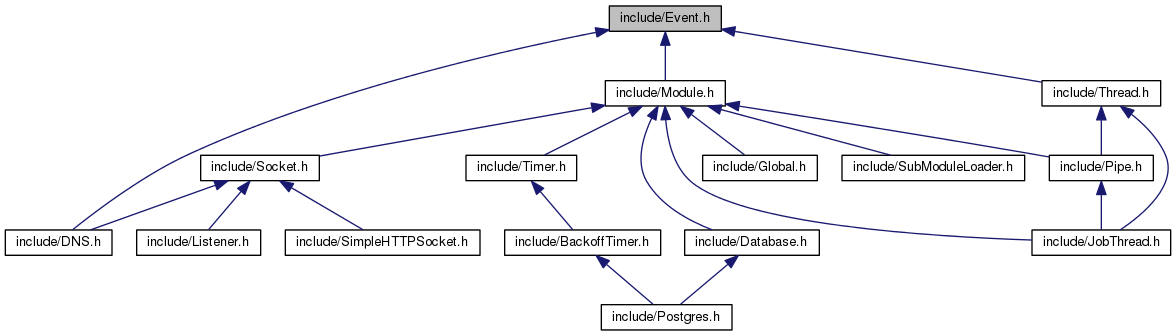 include/Event.h
include/Module.h
include/Thread.h
include/Socket.h
include/Timer.h
include/Global.h
include/SubModuleLoader.h
include/Pipe.h
include/DNS.h
include/Listener.h
include/SimpleHTTPSocket.h
include/BackoffTimer.h
include/Database.h
include/JobThread.h
include/Postgres.h